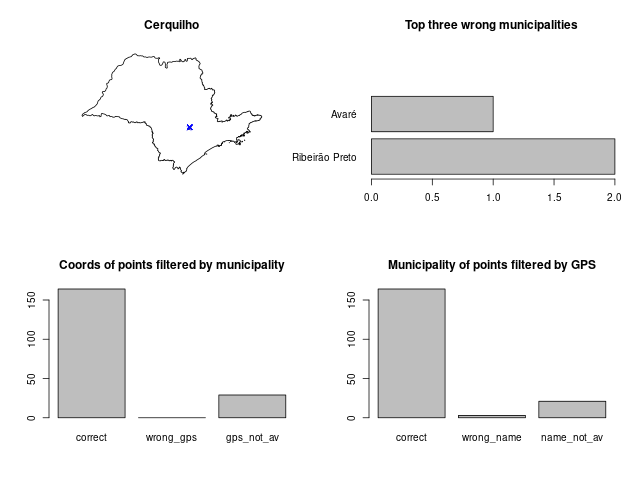 Cerquilho
Top three wrong municipalities
Avaré
Ribeirão Preto
0.0 0.5 1.0 1.5 2.0
Coords of points filtered by municipality
150
100
50
0
correct wrong_gps gps_not_av
Municipality of points filtered by GPS
150
100
50
0
correct wrong_name name_not_av